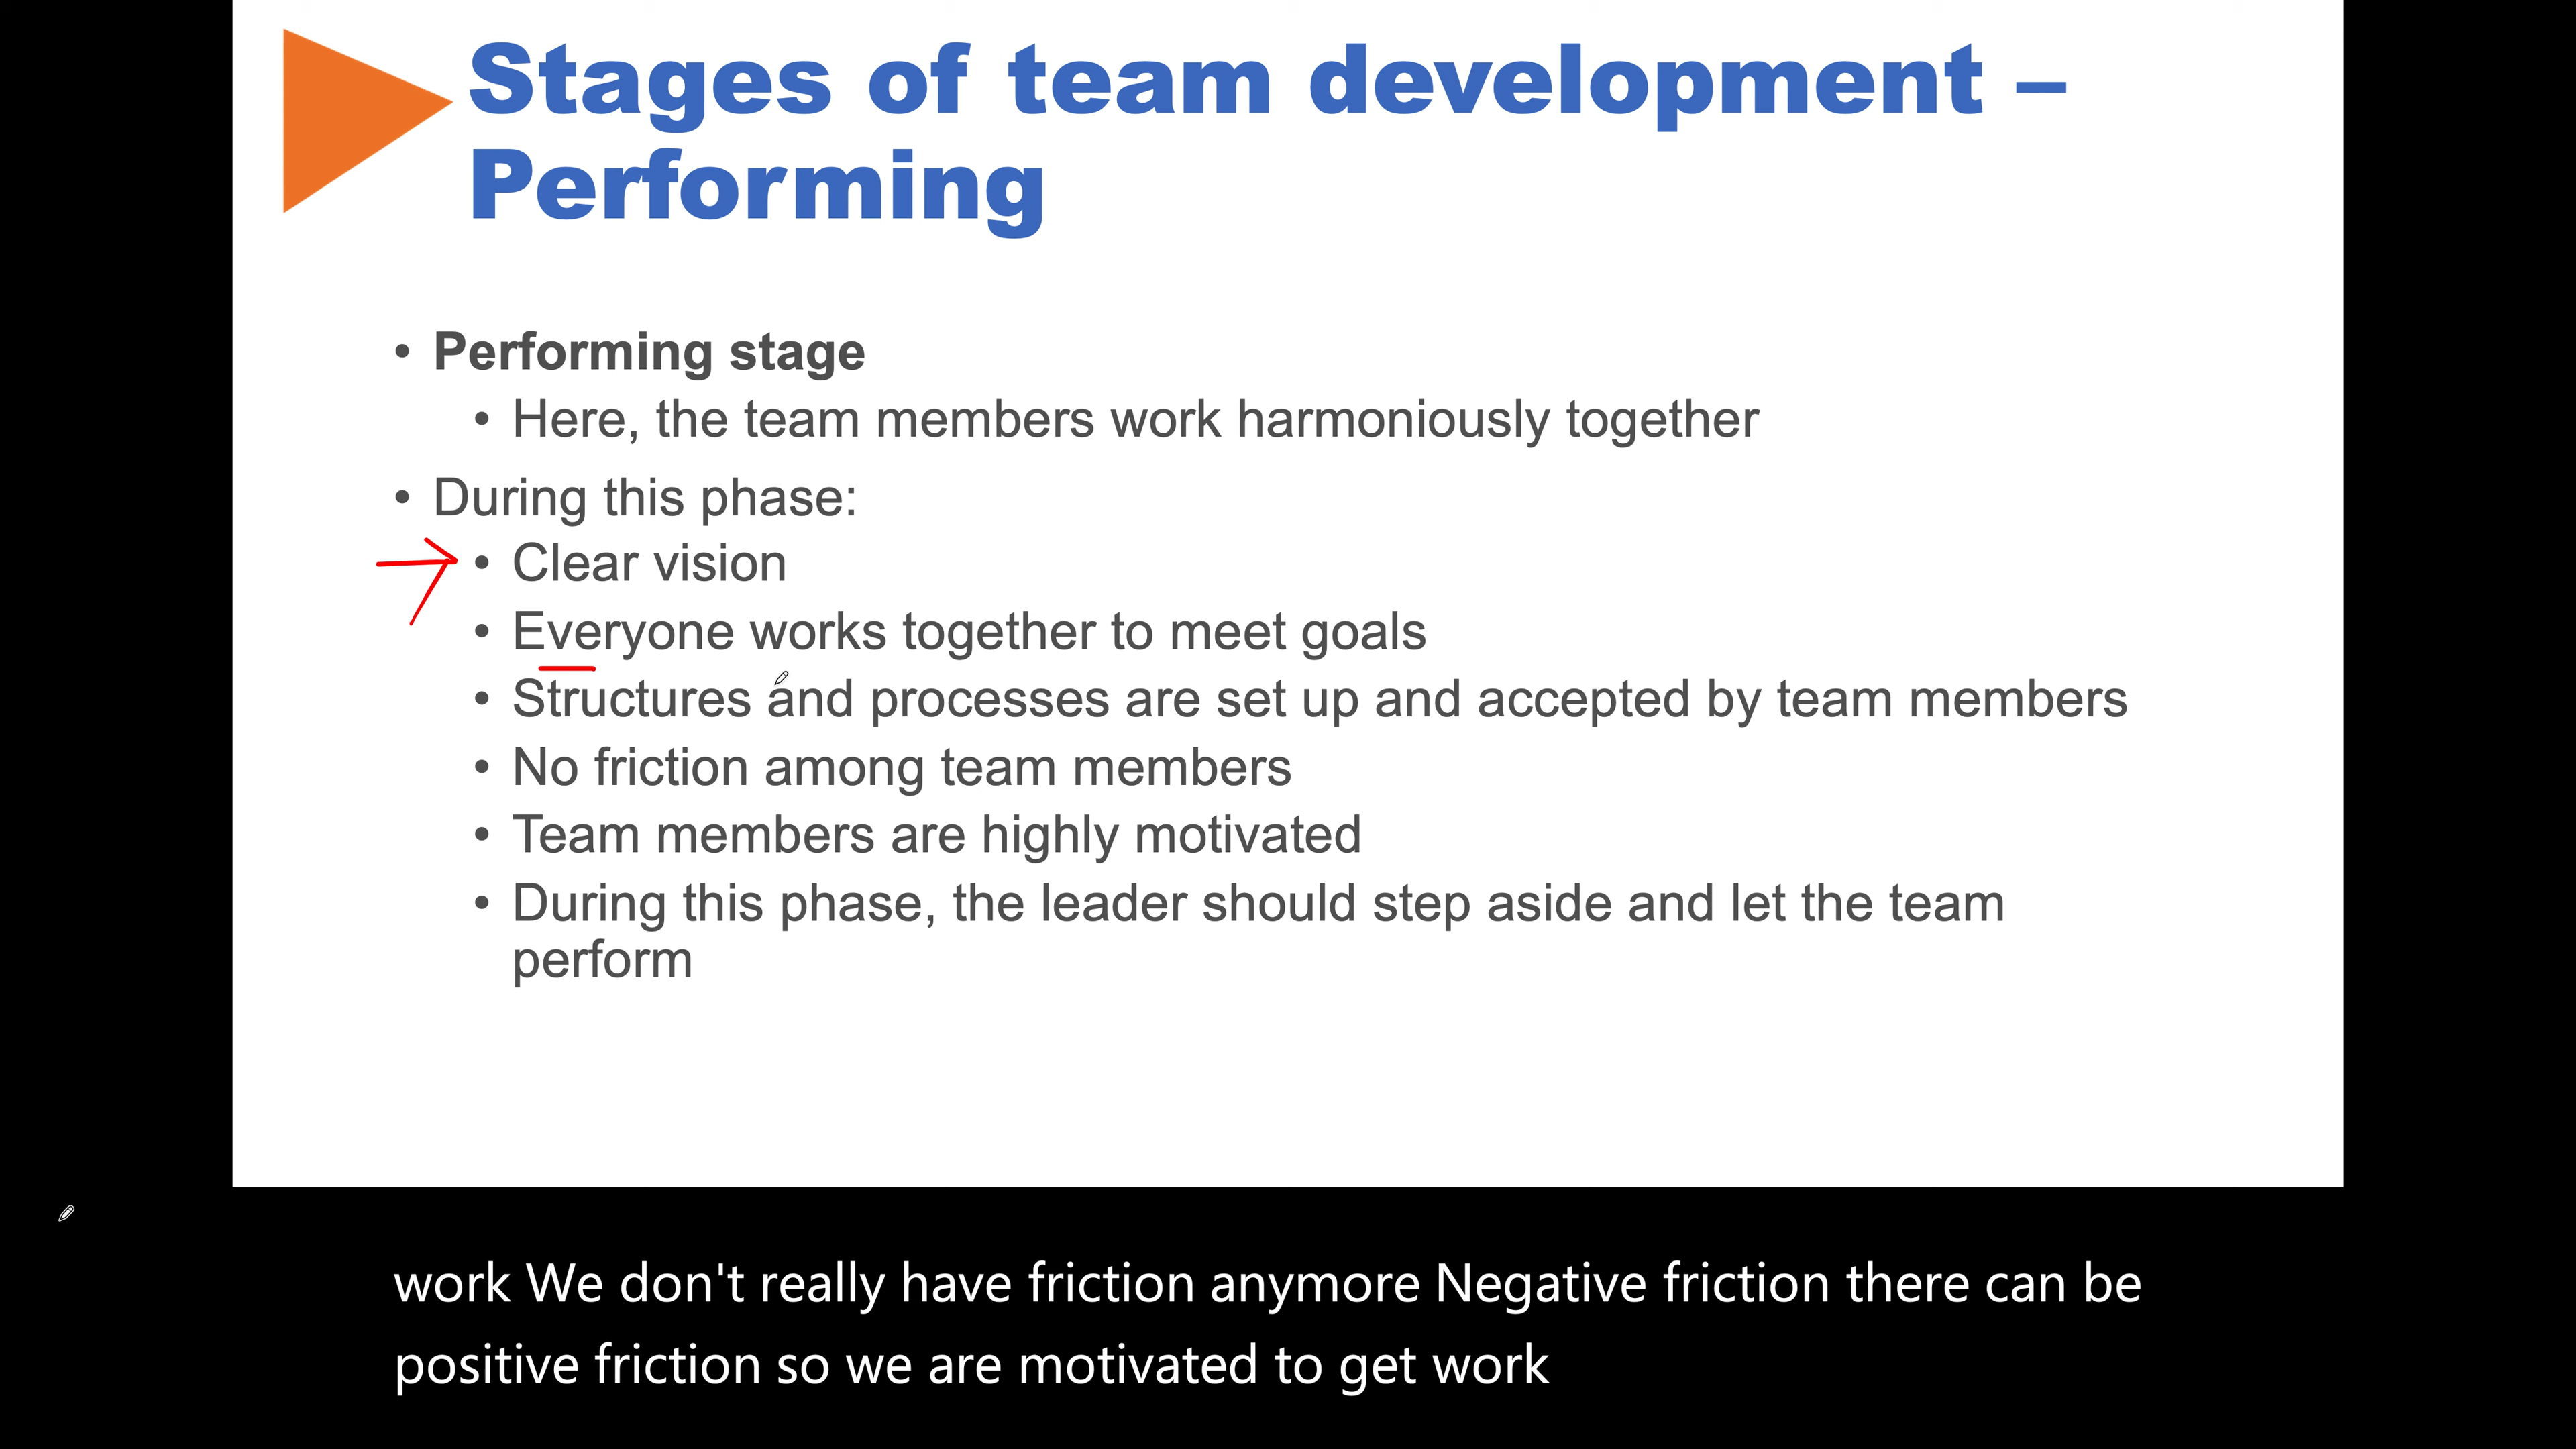 Stages of team development –
Performing
• Performing stage
• Here, the team members work harmoniously together
• During this phase:
• Clear vision
• Everyone works together to meet goals
• Structures and processes are set up and accepted by team members
• No friction among team members
• Team members are highly motivated
• During this phase, the leader should step aside and let the team
perform
work We don't really have friction anymore Negative friction there can be
positive friction so we are motivated to get work